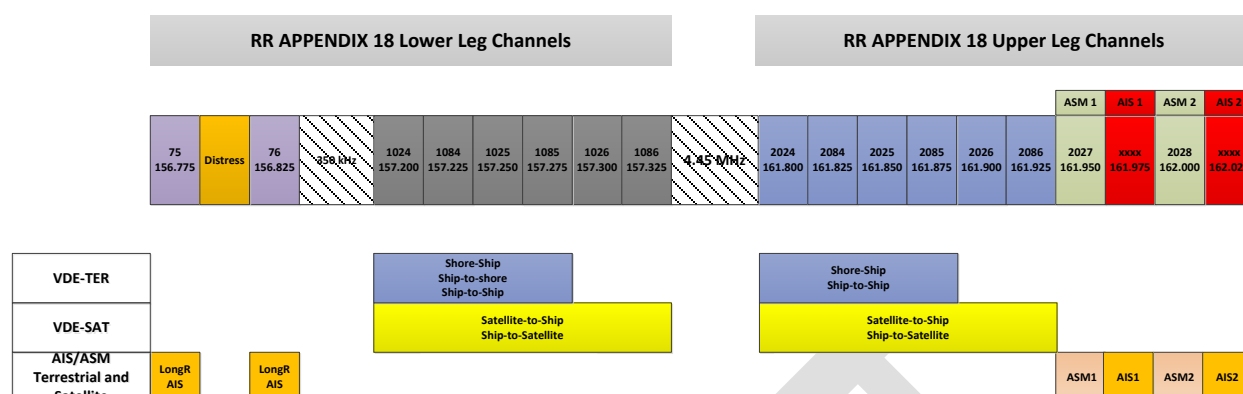 RR APPENDIX 18 Lower Leg Channels
RR APPENDIX 18 Upper Leg Channels
ASM 1
AIS 1
ASM 2
AIS 2
75
156.775
Distress
76
156.825
350 kHz
1024
157.200
1084
157.225
1025
157.250
1085
157.275
1026
157.300
1086
157.325
4.45 MHz
2024
161.800
2084
161.825
2025
161.850
2085
161.875
2026
161.900
2086
161.925
2027
161.950
xxxx
161.975
2028
162.000
xxxx
VDE-TER
Shore-Ship
Ship-to-shore
Ship-to-Ship
Shore-Ship
Ship-to-Ship
VDE-SAT
Satellite-to-Ship
Ship-to-Satellite
Satellite-to-Ship
Ship-to-Satellite
AIS/ASM
Terrestrial and
Satellite
LongR
AIS
LongR
AIS
ASM1
AIS1
ASM2
AIS2